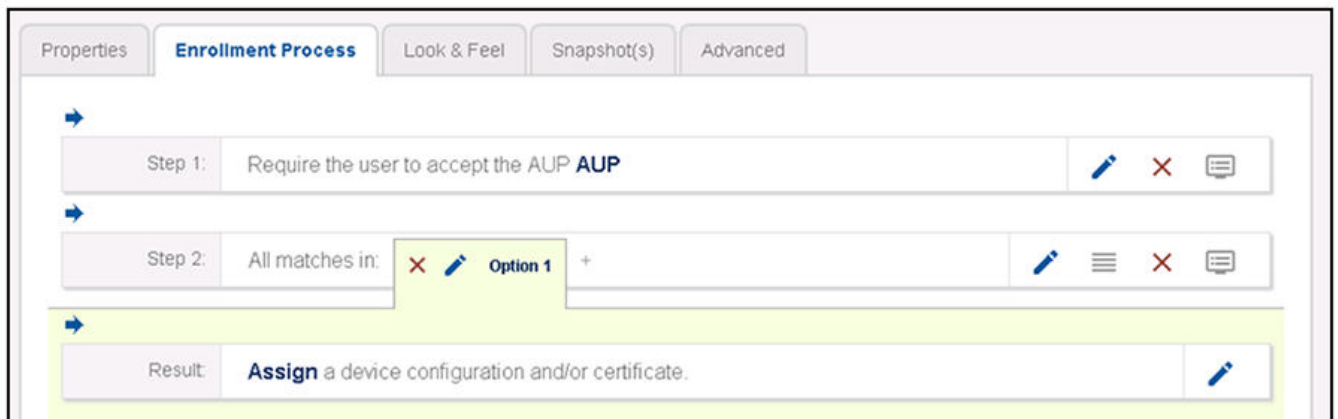 Properties Enrollment Process Look & Feel Snapshot(s) Advanced
Step 1: Require the user to accept the AUP AUP
Step 2: All matches in: Option 1 +
Result: Assign a device configuration and/or certificate.